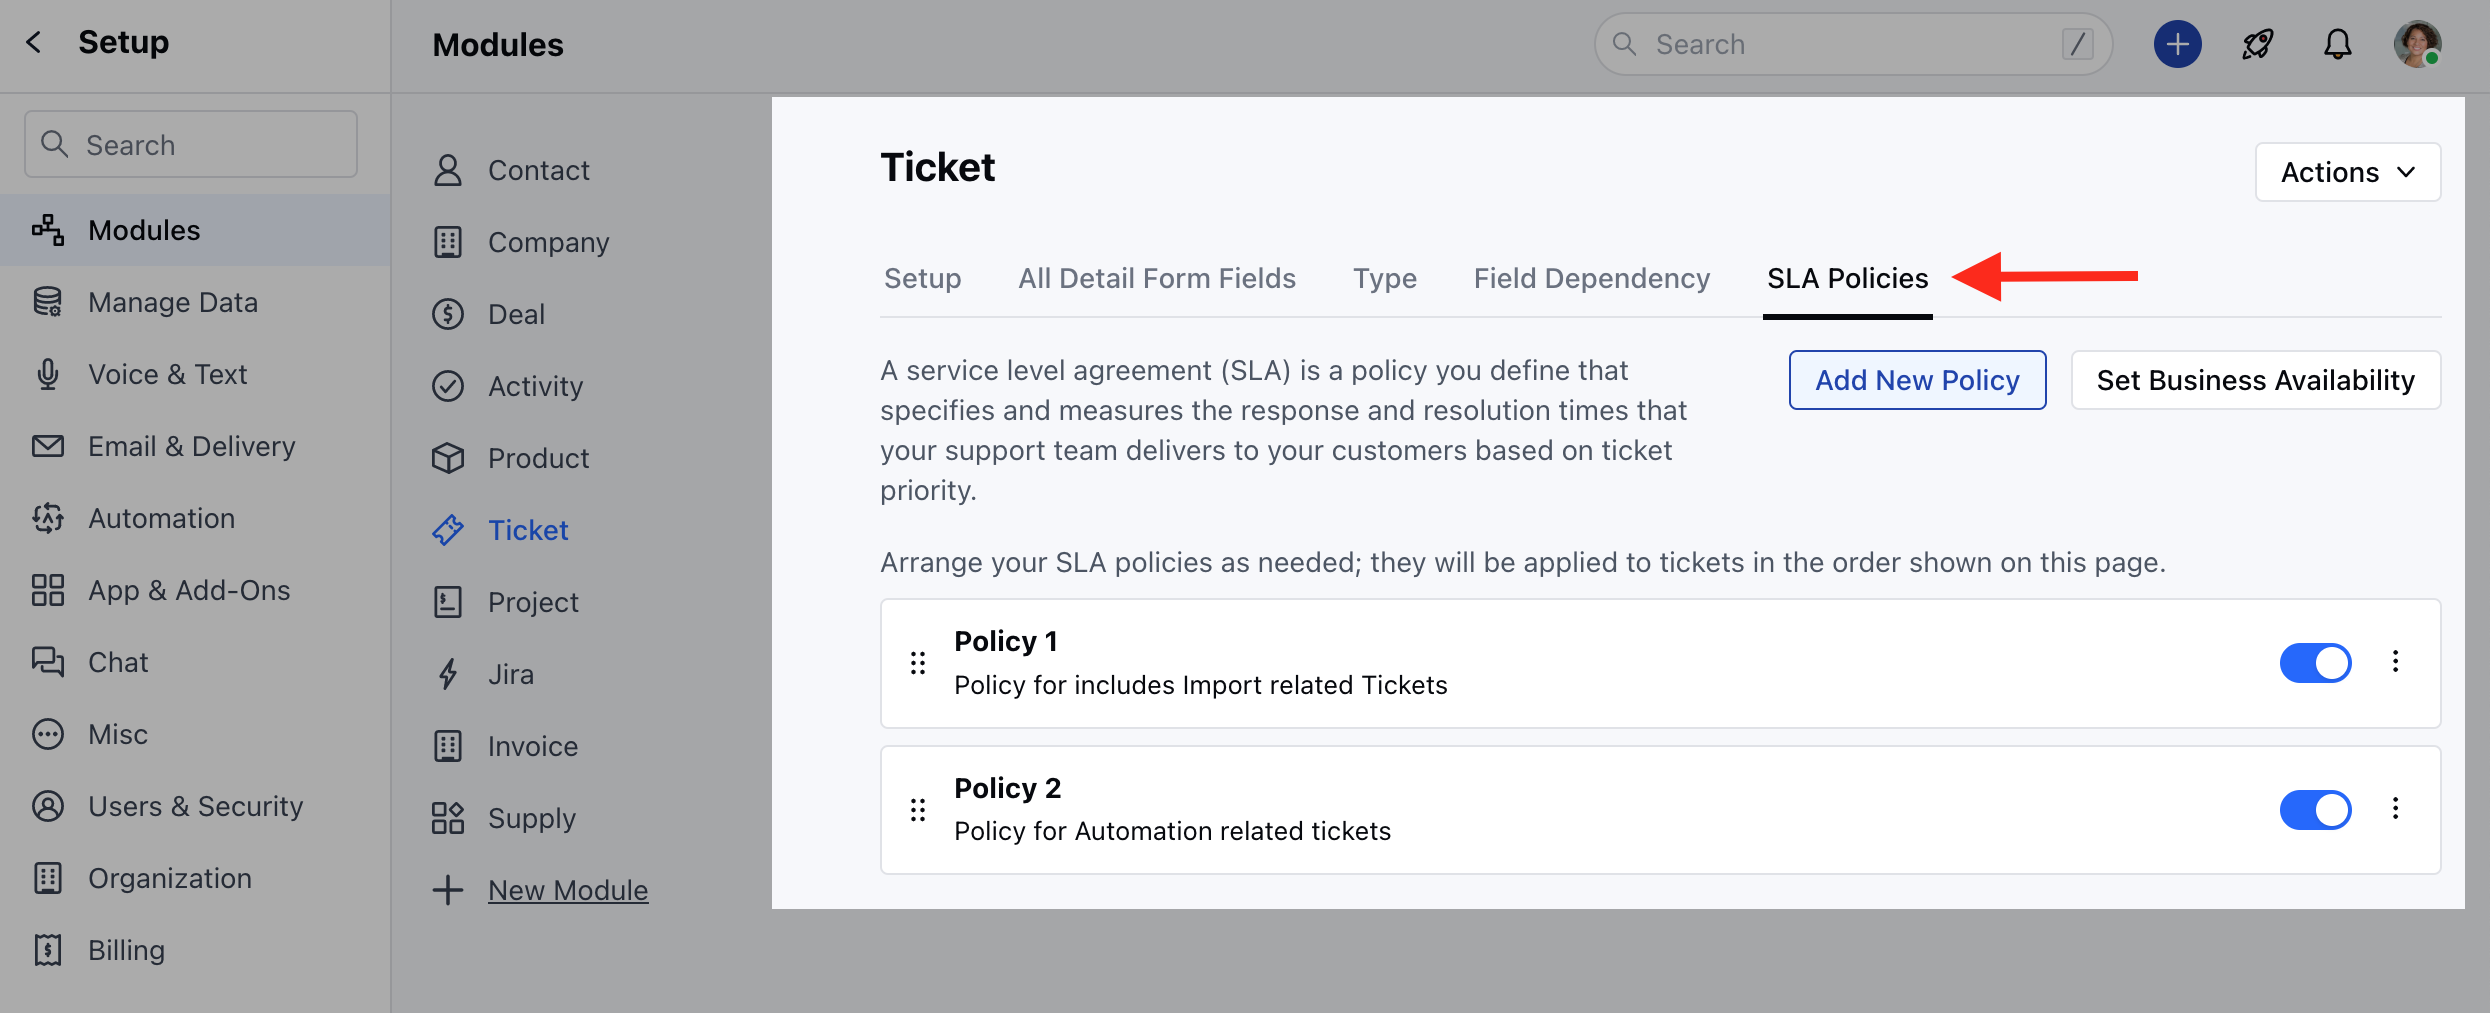 Setup
Search
Modules
Manage Data
Voice & Text
Email & Delivery
Automation
App & Add-Ons
Chat
Misc
Users & Security
Organization
Billing
Modules
Search /
Contact
Company
Deal
Activity
Product
Ticket
Project
Jira
Invoice
Supply
New Module
Ticket
Actions
Setup All Detail Form Fields Type Field Dependency SLA Policies
A service level agreement (SLA) is a policy you define that
specifies and measures the response and resolution times that
your support team delivers to your customers based on ticket
priority.
Add New Policy
Set Business Availability
Arrange your SLA policies as needed; they will be applied to tickets in the order shown on this page.
Policy 1
Policy for includes Import related Tickets
Policy 2
Policy for Automation related tickets